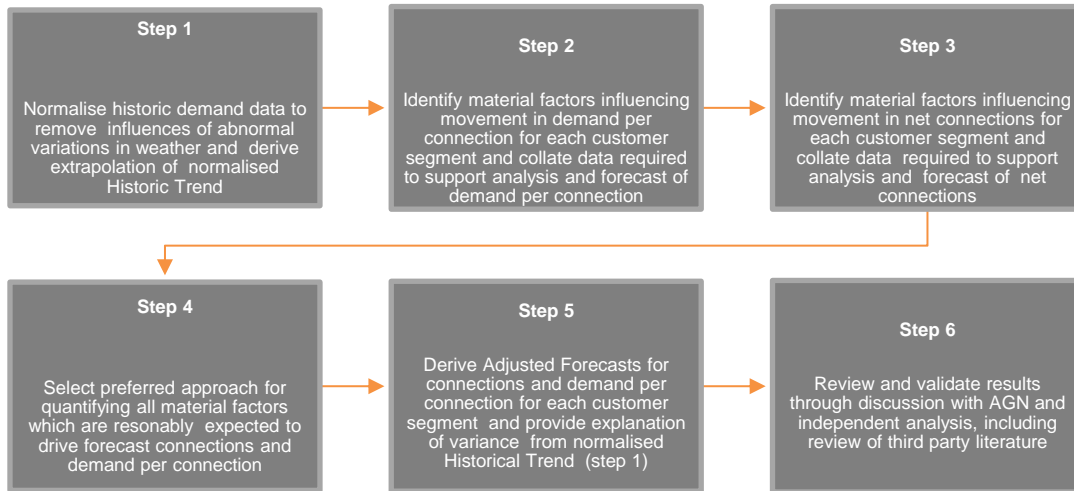 Step 1
Normalise historic demand data to
remove influences of abnormal
variations in weather and derive
extrapolation of normalised
Historic Trend
Step 2
Identify material factors influencing
movement in demand per
connection for each customer
segment and collate data required
to support analysis and forecast of
demand per connection
Step 3
Identify material factors influencing
movement in net connections for
each customer segment and
collate data required to support
analysis and forecast of net
connections
Step 4
Select preferred approach for
quantifying all material factors
which are resonably expected to
drive forecast connections and
demand per connection
Step 5
Derive Adjusted Forecasts for
connections and demand per
connection for each customer
segment and provide explanation
of variance from normalised
Historical Trend (step 1)
Step 6
Review and validate results
through discussion with AGN and
independent analysis, including
review of third party literature